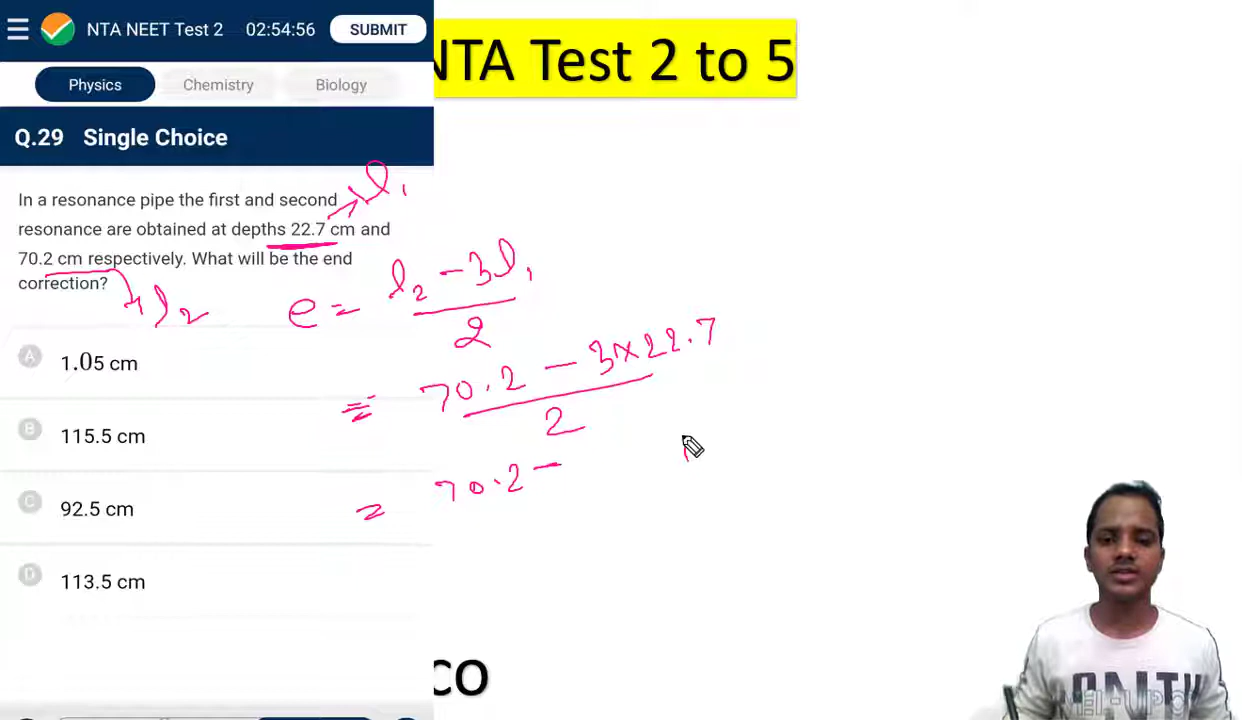 NTA NEET Test 2 02:54:56 SUBMIT
NTA Test 2 to 5
Physics Chemistry Biology
Q.29 Single Choice
l₁
In a resonance pipe the first and second
resonance are obtained at depths 22.7 cm and
70.2 cm respectively. What will be the end
correction?
l₂
e = l₂ - 3l₁
2
A 1.05 cm
= 70.2 - 3×22.7
2
B 115.5 cm
= 70.2 -
C 92.5 cm
D 113.5 cm
co